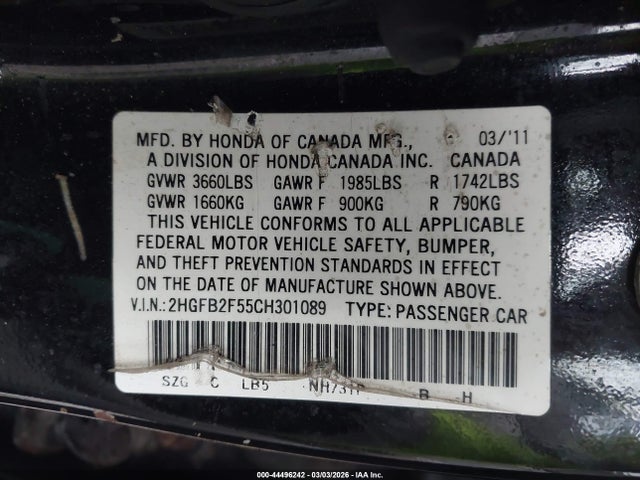 MFD. BY HONDA OF CANADA MFG., 03/'11
A DIVISION OF HONDA CANADA INC. CANADA
GVWR 3660LBS GAWR F 1985LBS R 1742LBS
GVWR 1660KG GAWR F 900KG R 790KG
THIS VEHICLE CONFORMS TO ALL APPLICABLE
FEDERAL MOTOR VEHICLE SAFETY, BUMPER,
AND THEFT PREVENTION STANDARDS IN EFFECT
ON THE DATE OF MANUFACTURE SHOWN ABOVE.
V.I.N.:2HGFB2F55CH301089 TYPE:PASSENGER CAR
C LB5 B H
000-44496242 - 03/03/2026 - IAA Inc.